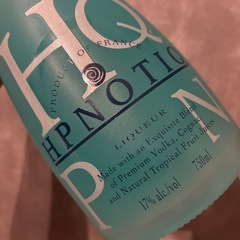 H
Q
PRODUCT OF FRANCE
HPNOTIQ
LIQUEUR
P
N
Made with an Exquisite Blend
of Premium Vodka, Cognac
and Natural Tropical Fruit Juices
17% alc./vol
750ml